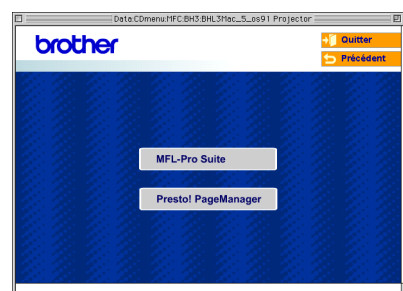 Data:CDmenu:MFC:BH3:BHL3Mac_5_os91 Projector
brother
Quitter
Précédent
MFL-Pro Suite
Presto! PageManager